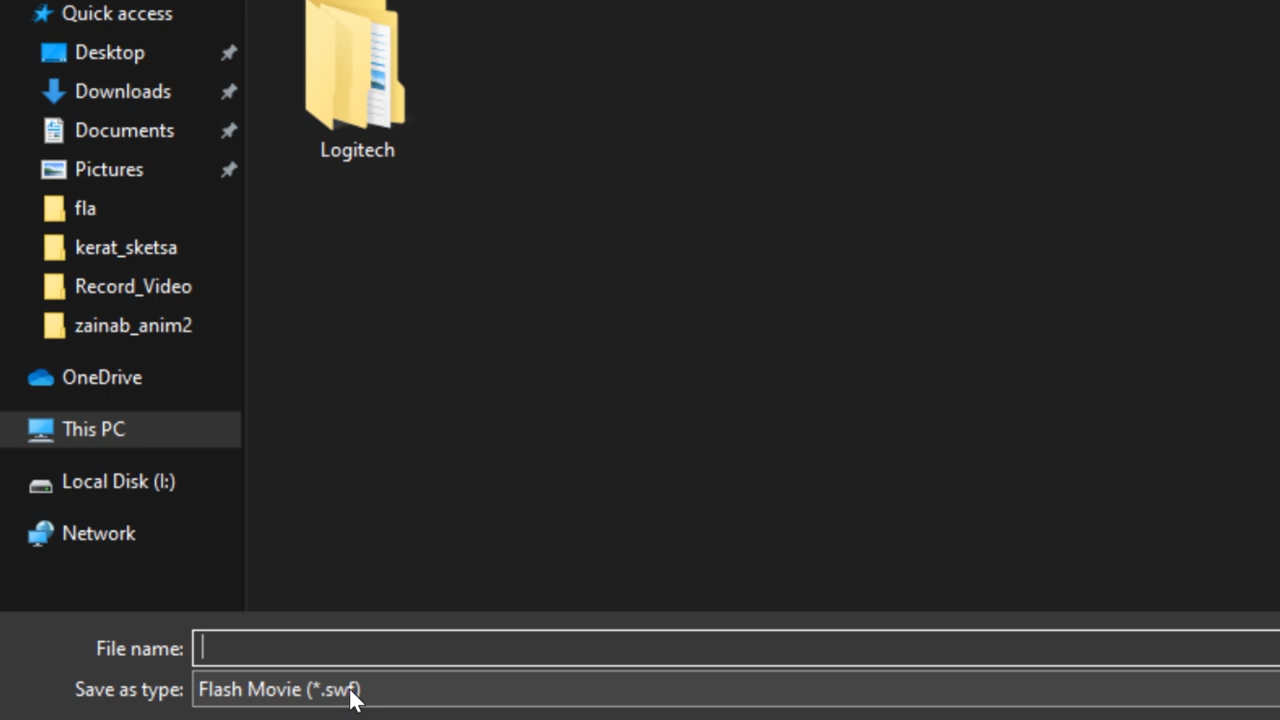 Quick access
Desktop
Downloads
Documents
Pictures
fla
kerat_sketsa
Record_Video
zainab_anim2
OneDrive
This PC
Local Disk (I:)
Network
Logitech
File name:
Save as type: Flash Movie (*.swf)